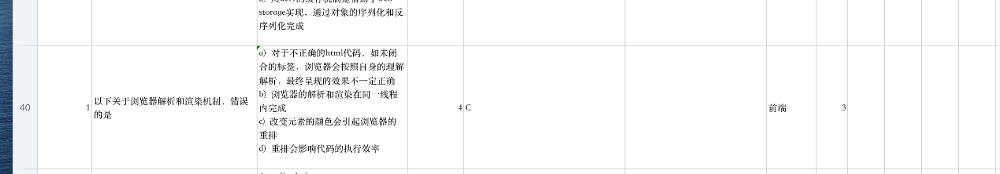 storage实现，通过对象的序列化和反
序列化完成
40
1
以下关于浏览器解析和渲染机制，错误
的是
a) 对于不正确的html代码，如未闭
合的标签，浏览器会按照自身的理解
解析，最终呈现的效果不一定正确
b) 浏览器的解析和渲染在同一线程
内完成
c) 改变元素的颜色会引起浏览器的
重排
d) 重排会影响代码的执行效率
4
C
前端
3